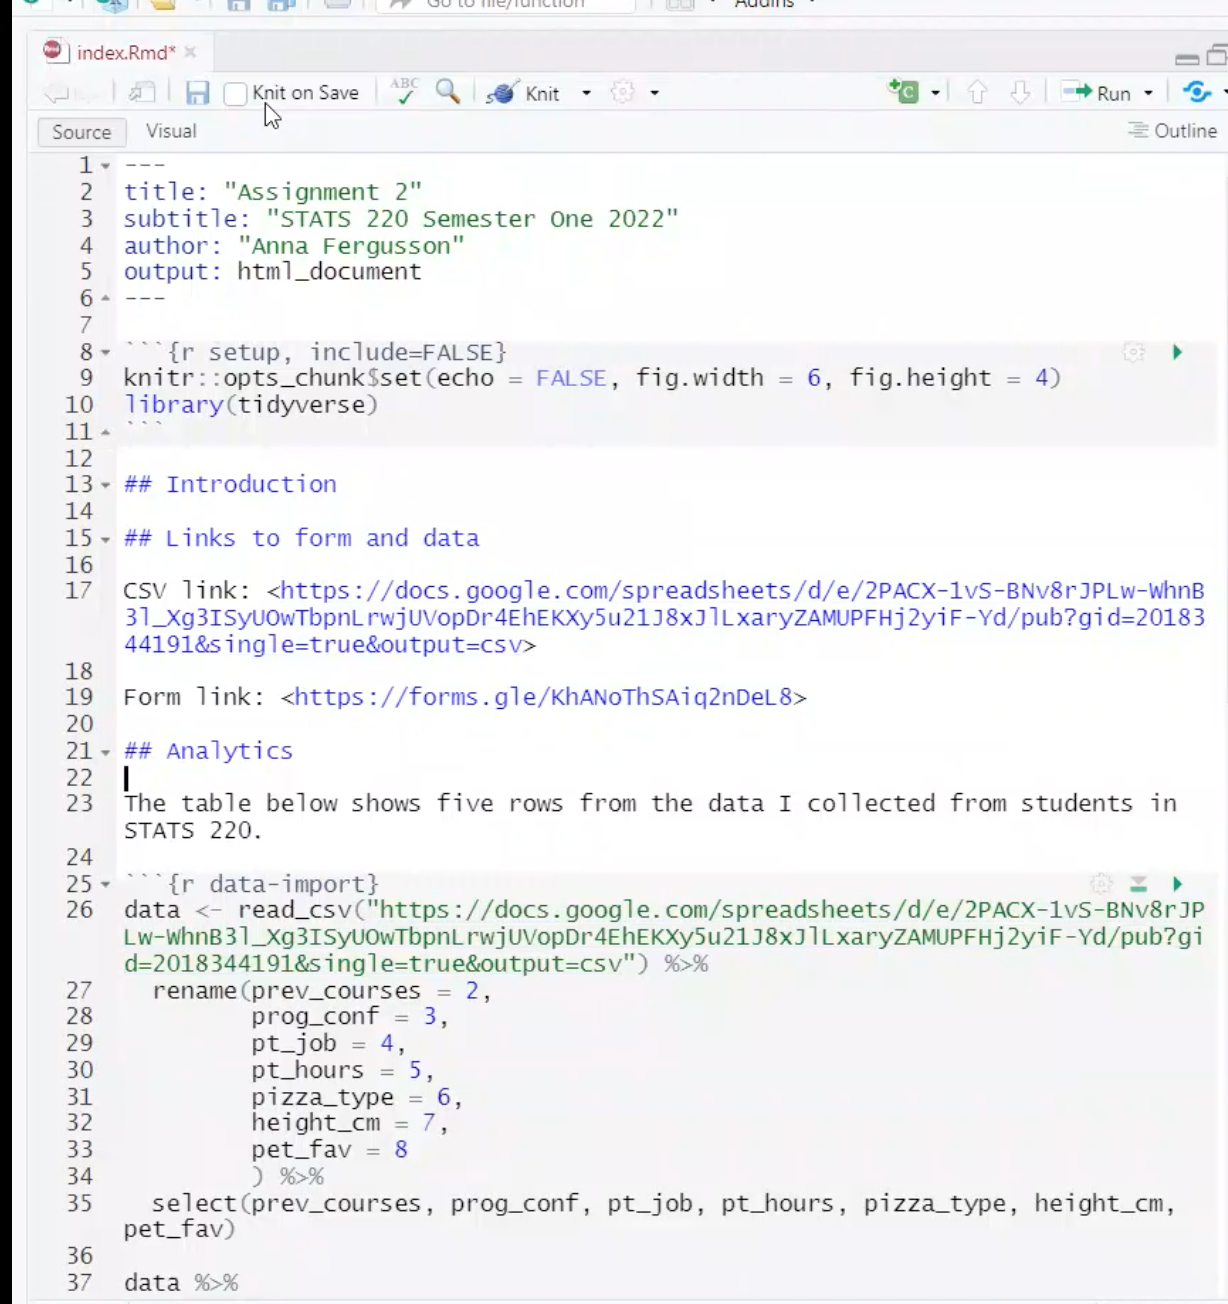 Go to file/function
Addins
index.Rmd*
Knit on Save
ABC
Knit
Run
Source
Visual
Outline
1 ---
2 title: "Assignment 2"
3 subtitle: "STATS 220 Semester One 2022"
4 author: "Anna Fergusson"
5 output: html_document
6 ---
7
8 ```{r setup, include=FALSE}
9 knitr::opts_chunk$set(echo = FALSE, fig.width = 6, fig.height = 4)
10 library(tidyverse)
11 ```
12
13 ## Introduction
14
15 ## Links to form and data
16
17 CSV link: <https://docs.google.com/spreadsheets/d/e/2PACX-1vS-BNv8rJPLw-WhnB
3l_Xg3ISyUOwTbpnLrwjUVopDr4EhEKXy5u21J8xJlLxaryZAMUPFHj2yiF-Yd/pub?gid=20183
44191&single=true&output=csv>
18
19 Form link: <https://forms.gle/KhANoThSAiq2nDeL8>
20
21 ## Analytics
22
23 The table below shows five rows from the data I collected from students in
STATS 220.
24
25 ```{r data-import}
26 data <- read_csv("https://docs.google.com/spreadsheets/d/e/2PACX-1vS-BNv8rJP
Lw-WhnB3l_Xg3ISyUOwTbpnLrwjUVopDr4EhEKXy5u21J8xJlLxaryZAMUPFHj2yiF-Yd/pub?gi
d=2018344191&single=true&output=csv") %>%
27 rename(prev_courses = 2,
28 prog_conf = 3,
29 pt_job = 4,
30 pt_hours = 5,
31 pizza_type = 6,
32 height_cm = 7,
33 pet_fav = 8
34 ) %>%
35 select(prev_courses, prog_conf, pt_job, pt_hours, pizza_type, height_cm,
pet_fav)
36
37 data %>%